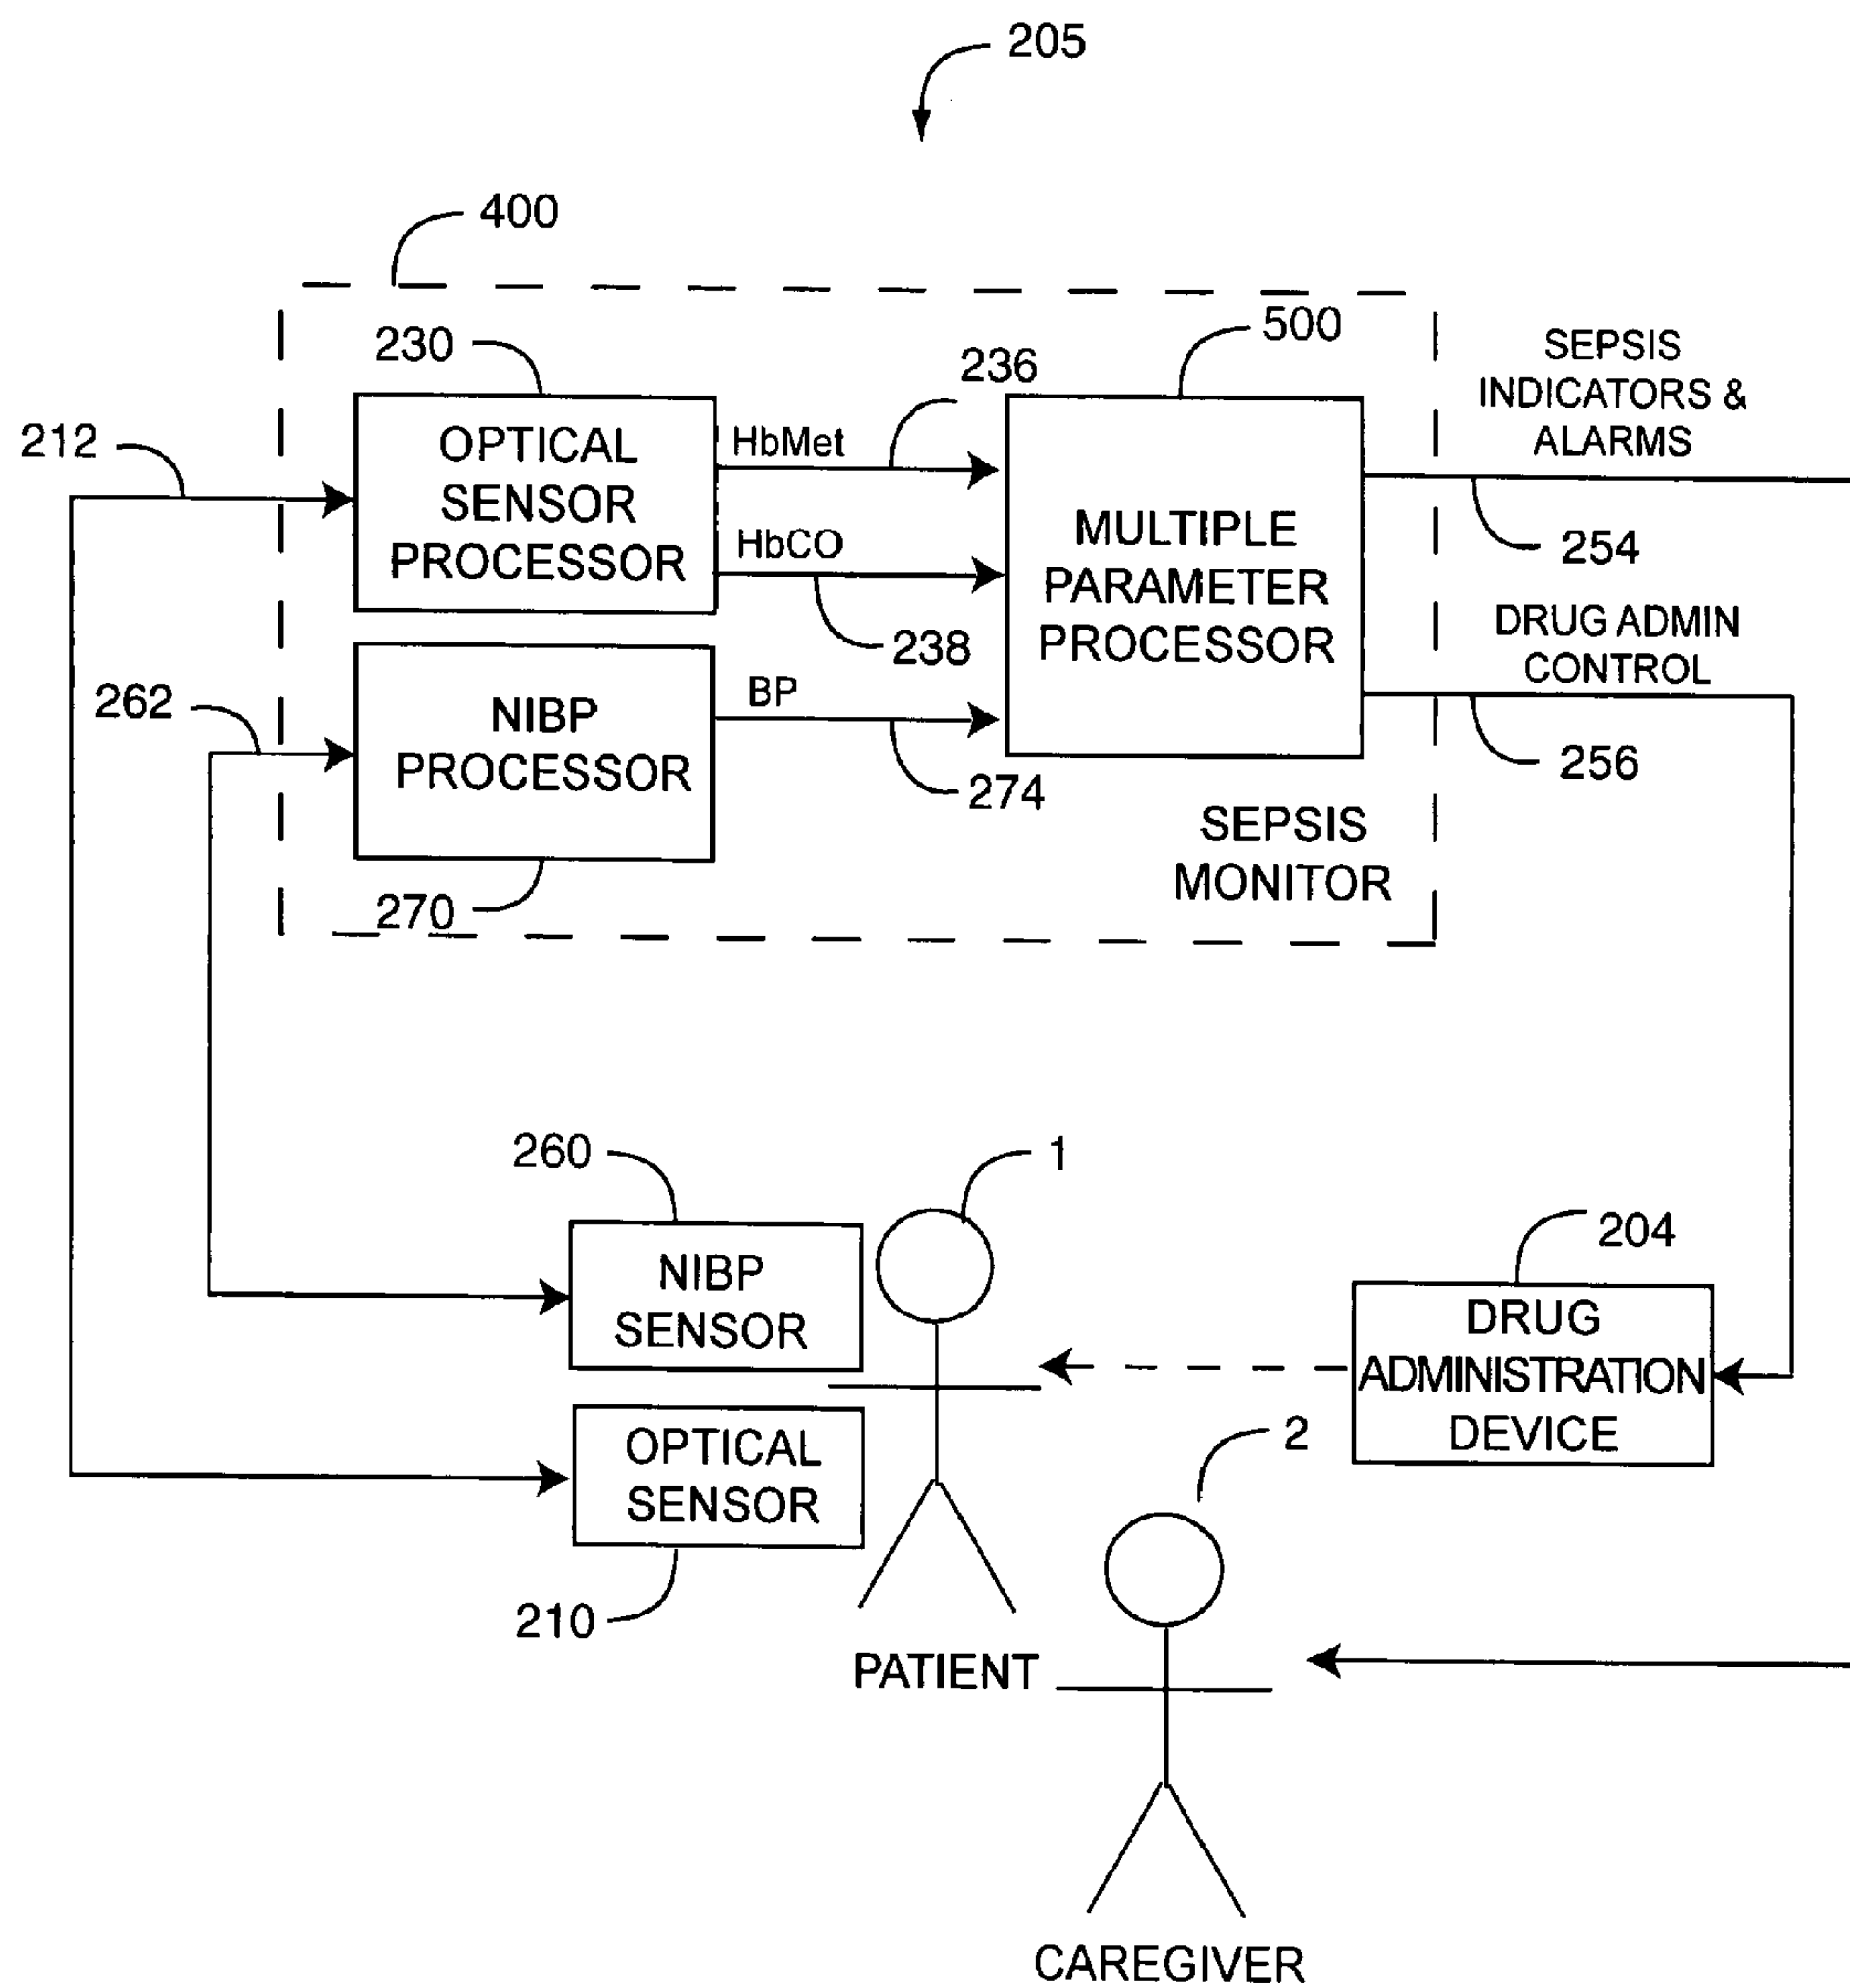 205
400
230
500
236
SEPSIS
INDICATORS &
ALARMS
212
OPTICAL
SENSOR
PROCESSOR
HbMet
HbCO
MULTIPLE
PARAMETER
PROCESSOR
254
238
DRUG ADMIN
CONTROL
262
NIBP
PROCESSOR
BP
274
256
SEPSIS
MONITOR
270
260
1
204
NIBP
SENSOR
DRUG
ADMINISTRATION
DEVICE
2
OPTICAL
SENSOR
210
PATIENT
CAREGIVER